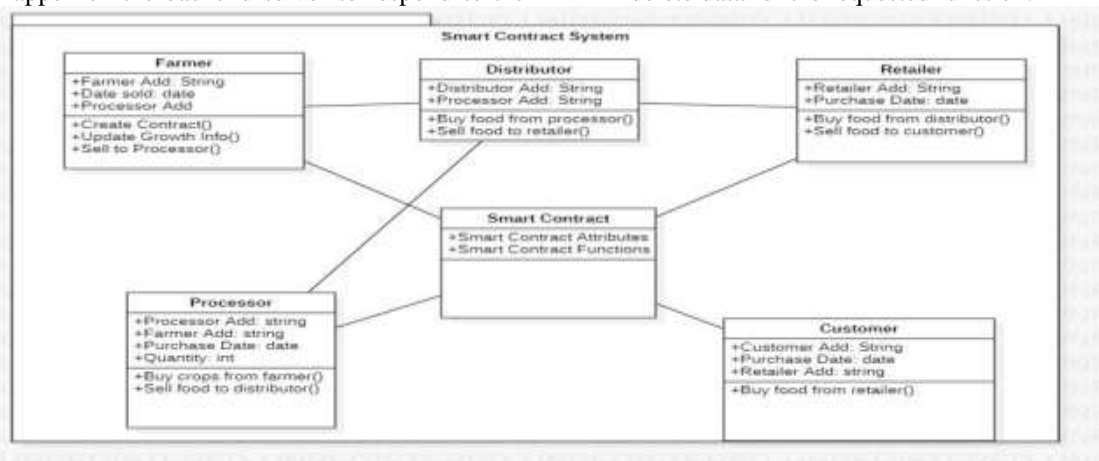 Smart Contract System
Farmer
+Farmer Add: String
+Date sold: date
+Processor Add
+Create Contract()
+Update Growth Info()
+Sell to Processor()
Distributor
+Distributor Add: String
+Processor Add: String
+Buy food from processor()
+Sell food to retailer()
Retailer
+Retailer Add: String
+Purchase Date: date
+Buy food from distributor()
+Sell food to customer()
Smart Contract
+Smart Contract Attributes
+Smart Contract Functions
Processor
+Processor Add: string
+Farmer Add: string
+Purchase Date: date
+Quantity: int
+Buy crops from farmer()
+Sell food to distributor()
Customer
+Customer Add: String
+Purchase Date: date
+Retailer Add: string
+Buy food from retailer()